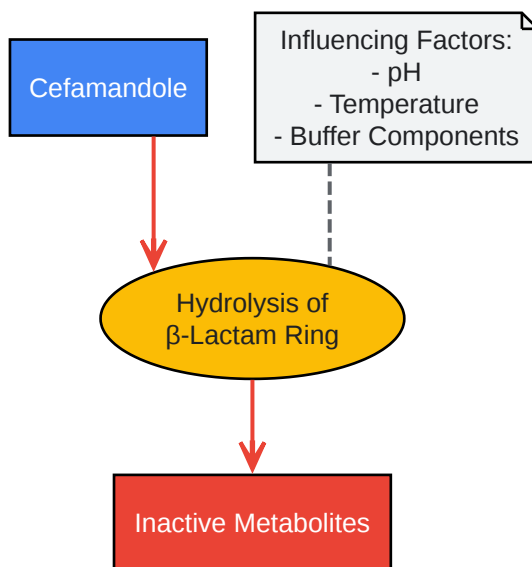 Cefamandole
Influencing Factors:
- pH
- Temperature
- Buffer Components
Hydrolysis of
β-Lactam Ring
Inactive Metabolites